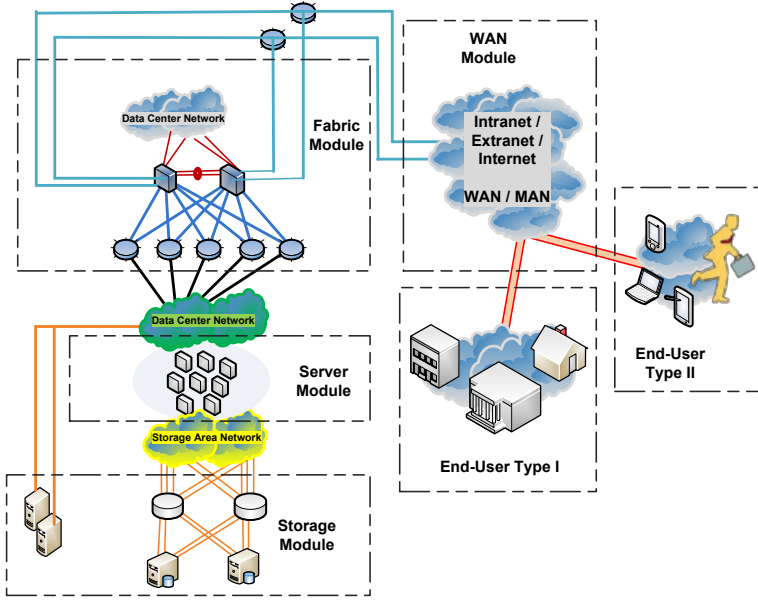 WAN
Module
Data Center Network
Fabric
Module
Intranet /
Extranet /
Internet
WAN / MAN
Data Center Network
Server
Module
Storage Area Network
Storage
Module
End-User Type I
End-User
Type II